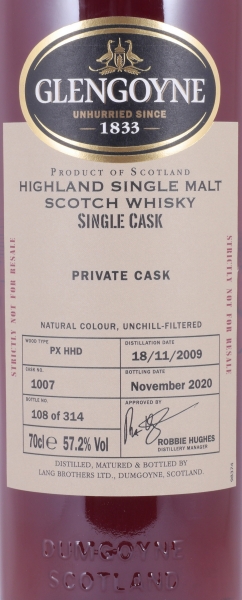 GLENGOYNE
UNHURRIED SINCE
1833
PRODUCT OF SCOTLAND
HIGHLAND SINGLE MALT
SCOTCH WHISKY
SINGLE CASK
PRIVATE CASK
STRICTLY NOT FOR RESALE
STRICTLY NOT FOR RESALE
NATURAL COLOUR, UNCHILL-FILTERED
WOOD TYPE
PX HHD
DISTILLATION DATE
18/11/2009
CASK NO.
1007
BOTTLING DATE
November 2020
BOTTLE NO.
108 of 314
APPROVED BY
70cl e 57.2% Vol
ROBBIE HUGHES
DISTILLERY MANAGER
DISTILLED, MATURED & BOTTLED BY
LANG BROTHERS LTD., DUMGOYNE, SCOTLAND.
DUMGOYNE
SCOTLAND